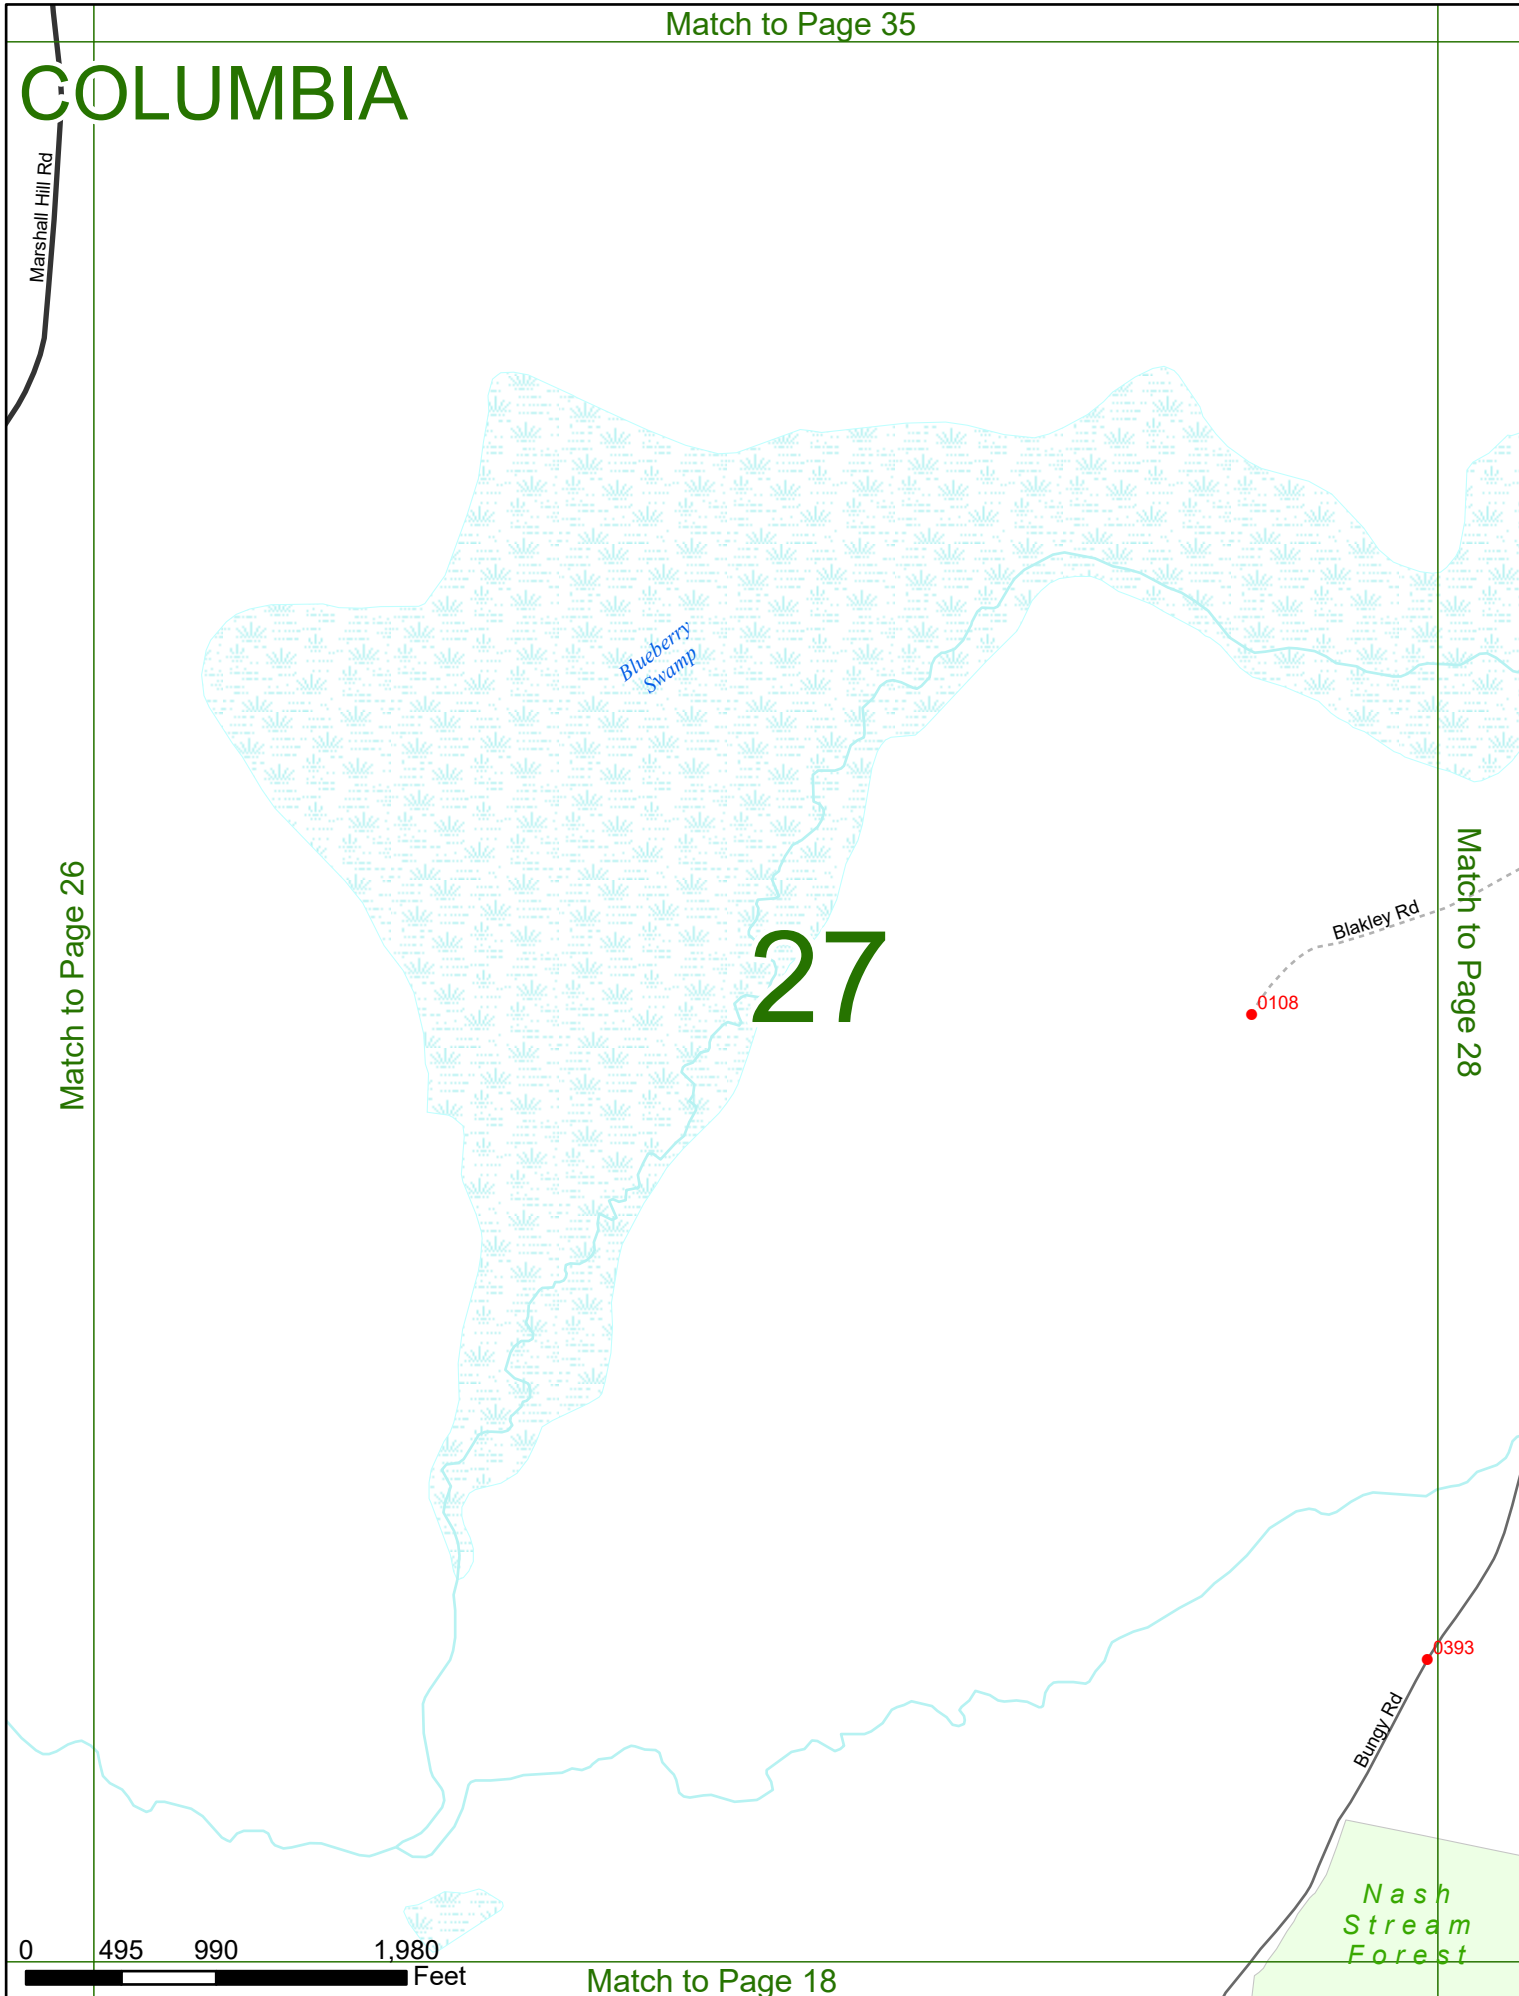 Match to Page 35
COLUMBIA
Marshall Hill Rd
Blueberry
Swamp
Match to Page 26
27
Match to Page 28
Blakley Rd
0108
0393
Bungy Rd
Nash
Stream
Forest
0 495 990 1,980
Feet
Match to Page 18